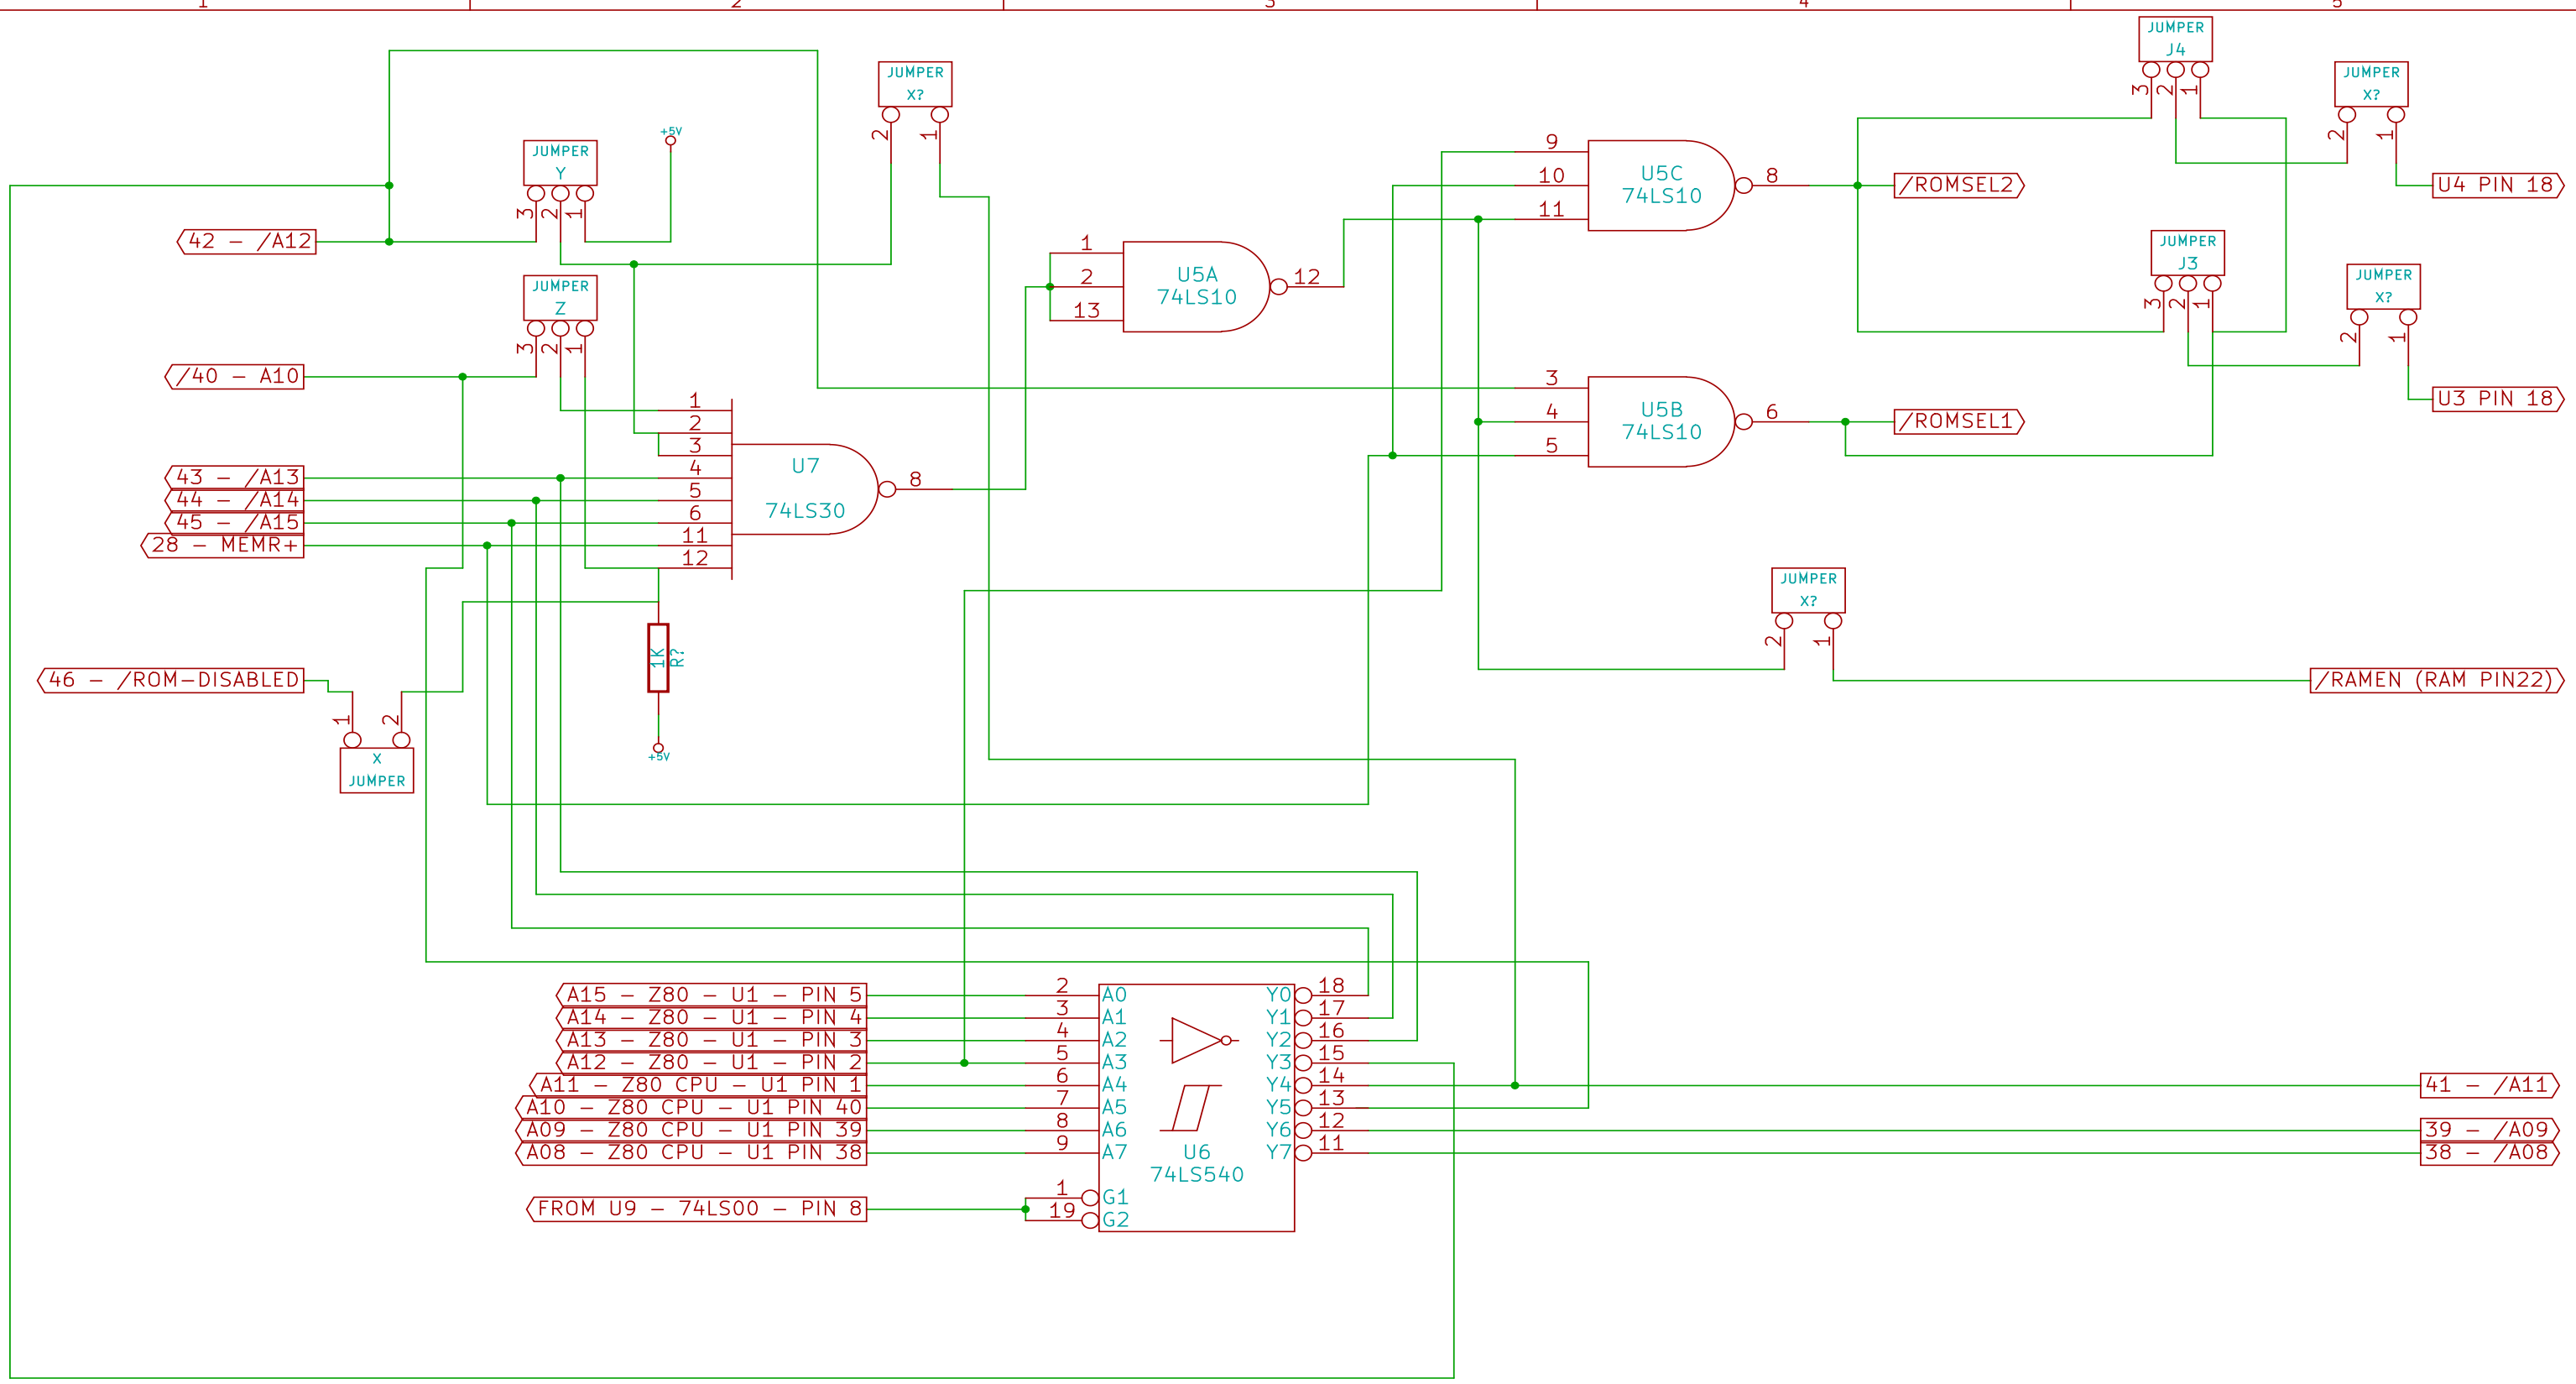 1 2 3 4 5
JUMPER
J4
3 2 1
JUMPER
X?
2 1
JUMPER
X?
2 1
+5V
JUMPER
Y
3 2 1
9
10
11
U5C
74LS10
8
/ROMSEL2
U4 PIN 18
42 - /A12
JUMPER
J3
3 2 1
JUMPER
X?
2 1
1
2
13
U5A
74LS10
12
JUMPER
Z
3 2 1
/40 - A10
3
4
5
U5B
74LS10
6
/ROMSEL1
U3 PIN 18
1
2
3
4
5
6
11
12
U7
74LS30
8
43 - /A13
44 - /A14
45 - /A15
28 - MEMR+
JUMPER
X?
2 1
1K
R?
+5V
46 - /ROM-DISABLED
/RAMEN (RAM PIN22)
1 2
X
JUMPER
A15 - Z80 - U1 - PIN 5 2 A0 Y0 18
A14 - Z80 - U1 - PIN 4 3 A1 Y1 17
A13 - Z80 - U1 - PIN 3 4 A2 Y2 16
A12 - Z80 - U1 - PIN 2 5 A3 Y3 15
A11 - Z80 CPU - U1 PIN 1 6 A4 Y4 14 41 - /A11
A10 - Z80 CPU - U1 PIN 40 7 A5 Y5 13
A09 - Z80 CPU - U1 PIN 39 8 A6 Y6 12 39 - /A09
A08 - Z80 CPU - U1 PIN 38 9 A7 Y7 11 38 - /A08
U6
74LS540
FROM U9 - 74LS00 - PIN 8
1 G1
19 G2